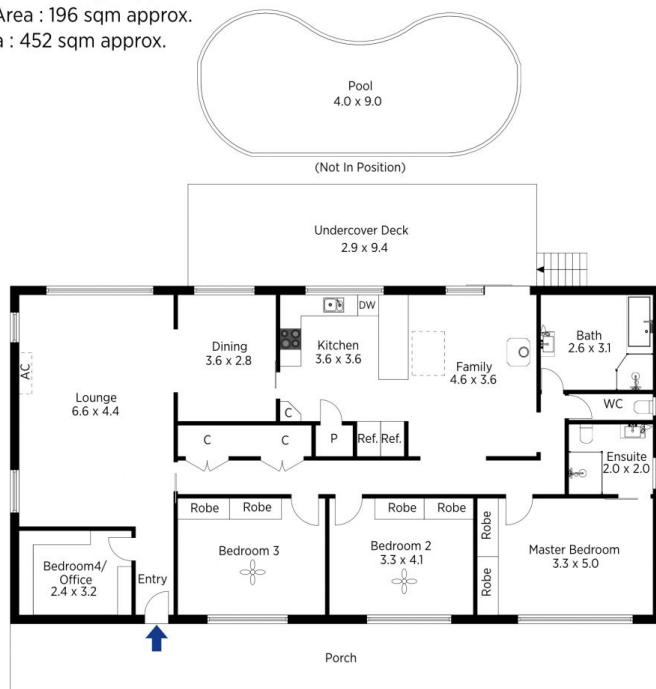 Area : 196 sqm approx.
a : 452 sqm approx.
Pool
4.0 x 9.0
(Not In Position)
Undercover Deck
2.9 x 9.4
AC
Lounge
6.6 x 4.4
Dining
3.6 x 2.8
Kitchen
3.6 x 3.6
DW
Family
4.6 x 3.6
Bath
2.6 x 3.1
WC
Ensuite
2.0 x 2.0
C
C
C
P
Ref.
Ref.
Robe
Robe
Bedroom 3
Robe
Robe
Bedroom 2
3.3 x 4.1
Robe
Robe
Master Bedroom
3.3 x 5.0
Bedroom4/
Office
2.4 x 3.2
Entry
Porch